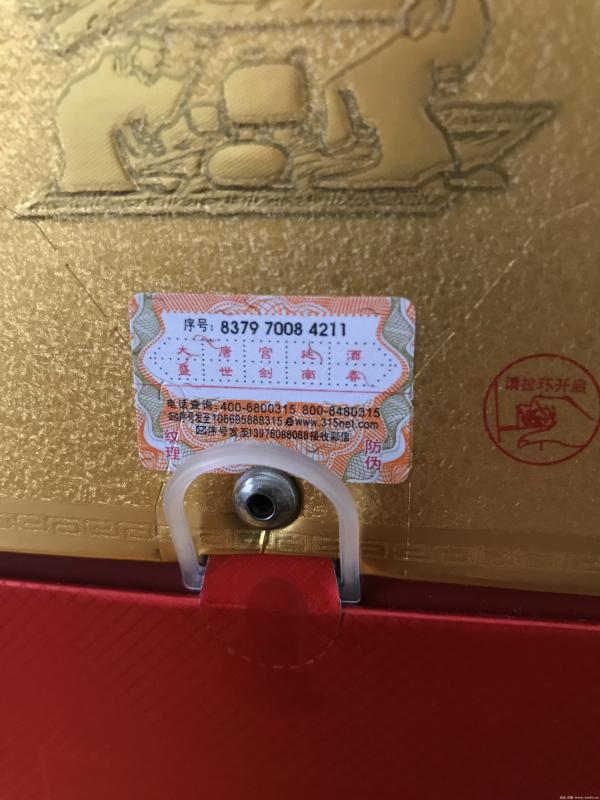 序号: 8379 7008 4211
大唐宫廷酒
盛世剑南春
电话查询: 400-6800315 800-8480315
序号发至106695888315 www.315net.com
序号发至13976088088接收彩信
纹理
防伪
请拉环开启